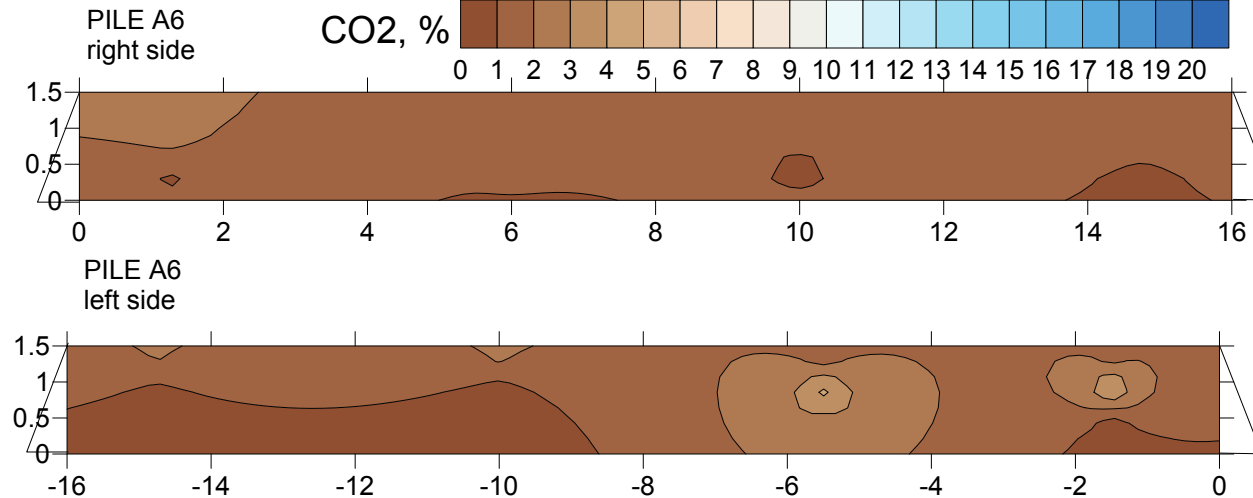 PILE A6
right side
CO2, %
0 1 2 3 4 5 6 7 8 9 10 11 12 13 14 15 16 17 18 19 20
1.5
1
0.5
0
0 2 4 6 8 10 12 14 16
PILE A6
left side
1.5
1
0.5
0
-16 -14 -12 -10 -8 -6 -4 -2 0